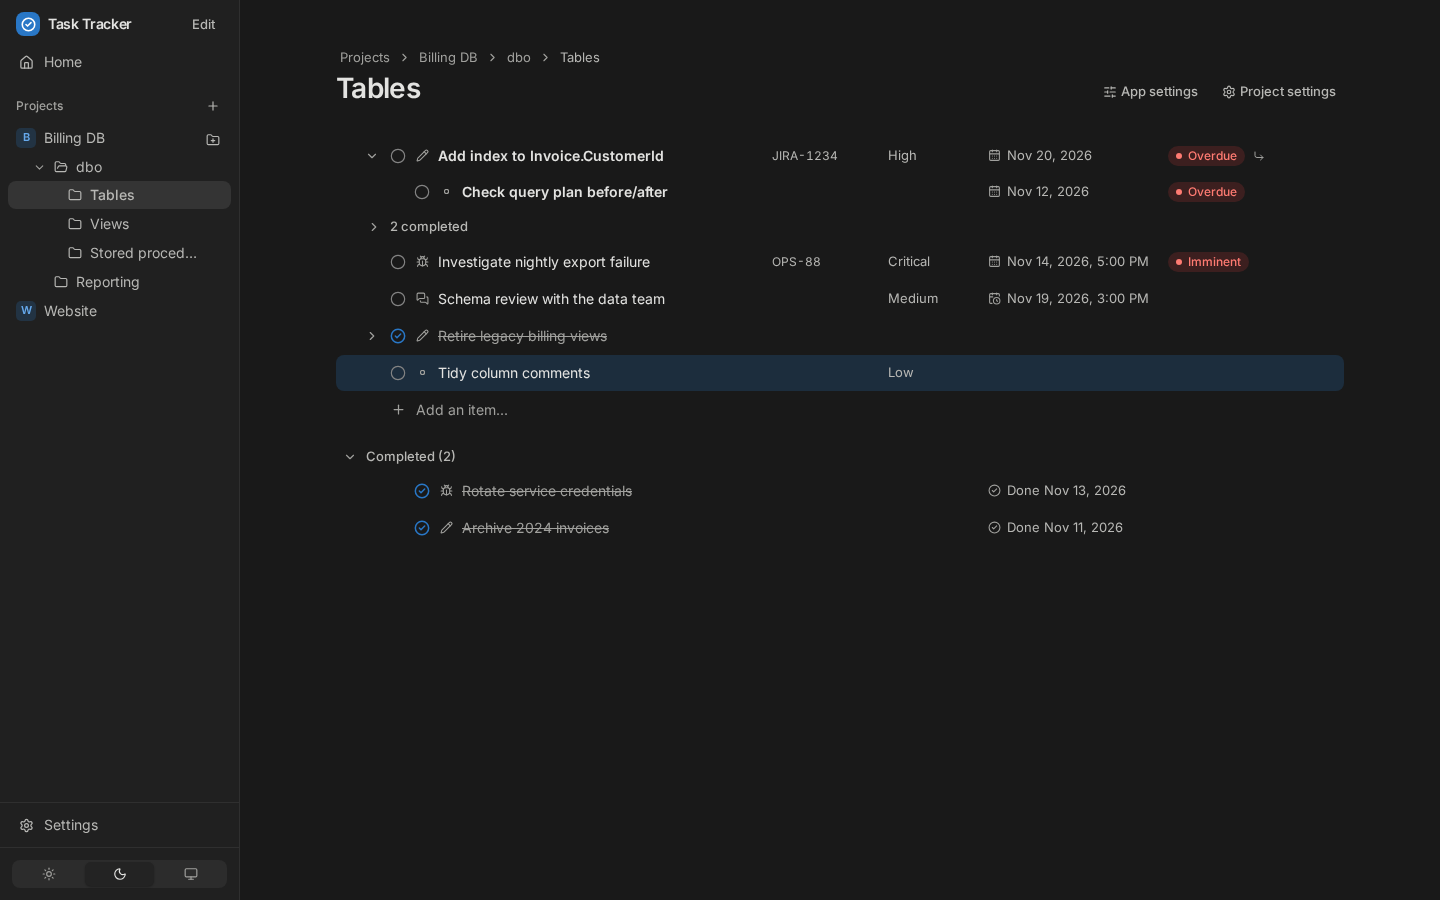 Task Tracker
Edit
Home
Projects
B
Billing DB
dbo
Tables
Views
Stored proced...
Reporting
W
Website
Settings
Projects > Billing DB > dbo > Tables
Tables
App settings
Project settings
Add index to Invoice.CustomerId JIRA-1234 High Nov 20, 2026 Overdue
Check query plan before/after Nov 12, 2026 Overdue
2 completed
Investigate nightly export failure OPS-88 Critical Nov 14, 2026, 5:00 PM Imminent
Schema review with the data team Medium Nov 19, 2026, 3:00 PM
Retire legacy billing views
Tidy column comments Low
Add an item...
Completed (2)
Rotate service credentials Done Nov 13, 2026
Archive 2024 invoices Done Nov 11, 2026